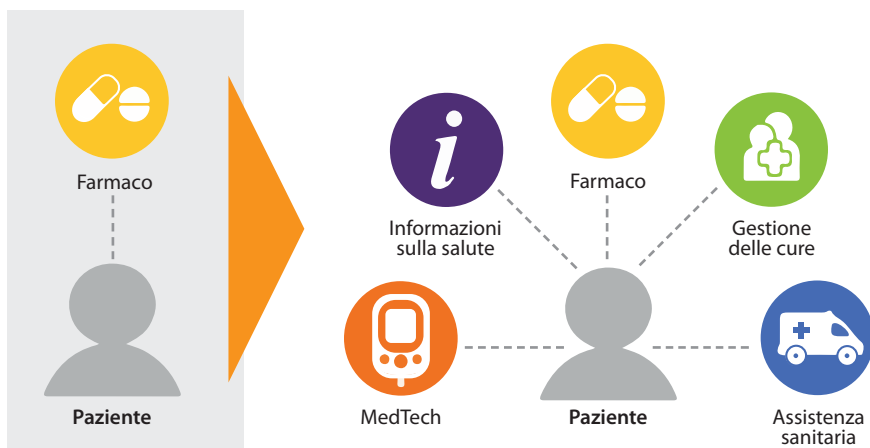 Farmaco
Paziente
Informazioni
sulla salute
Farmaco
Gestione
delle cure
MedTech
Paziente
Assistenza
sanitaria